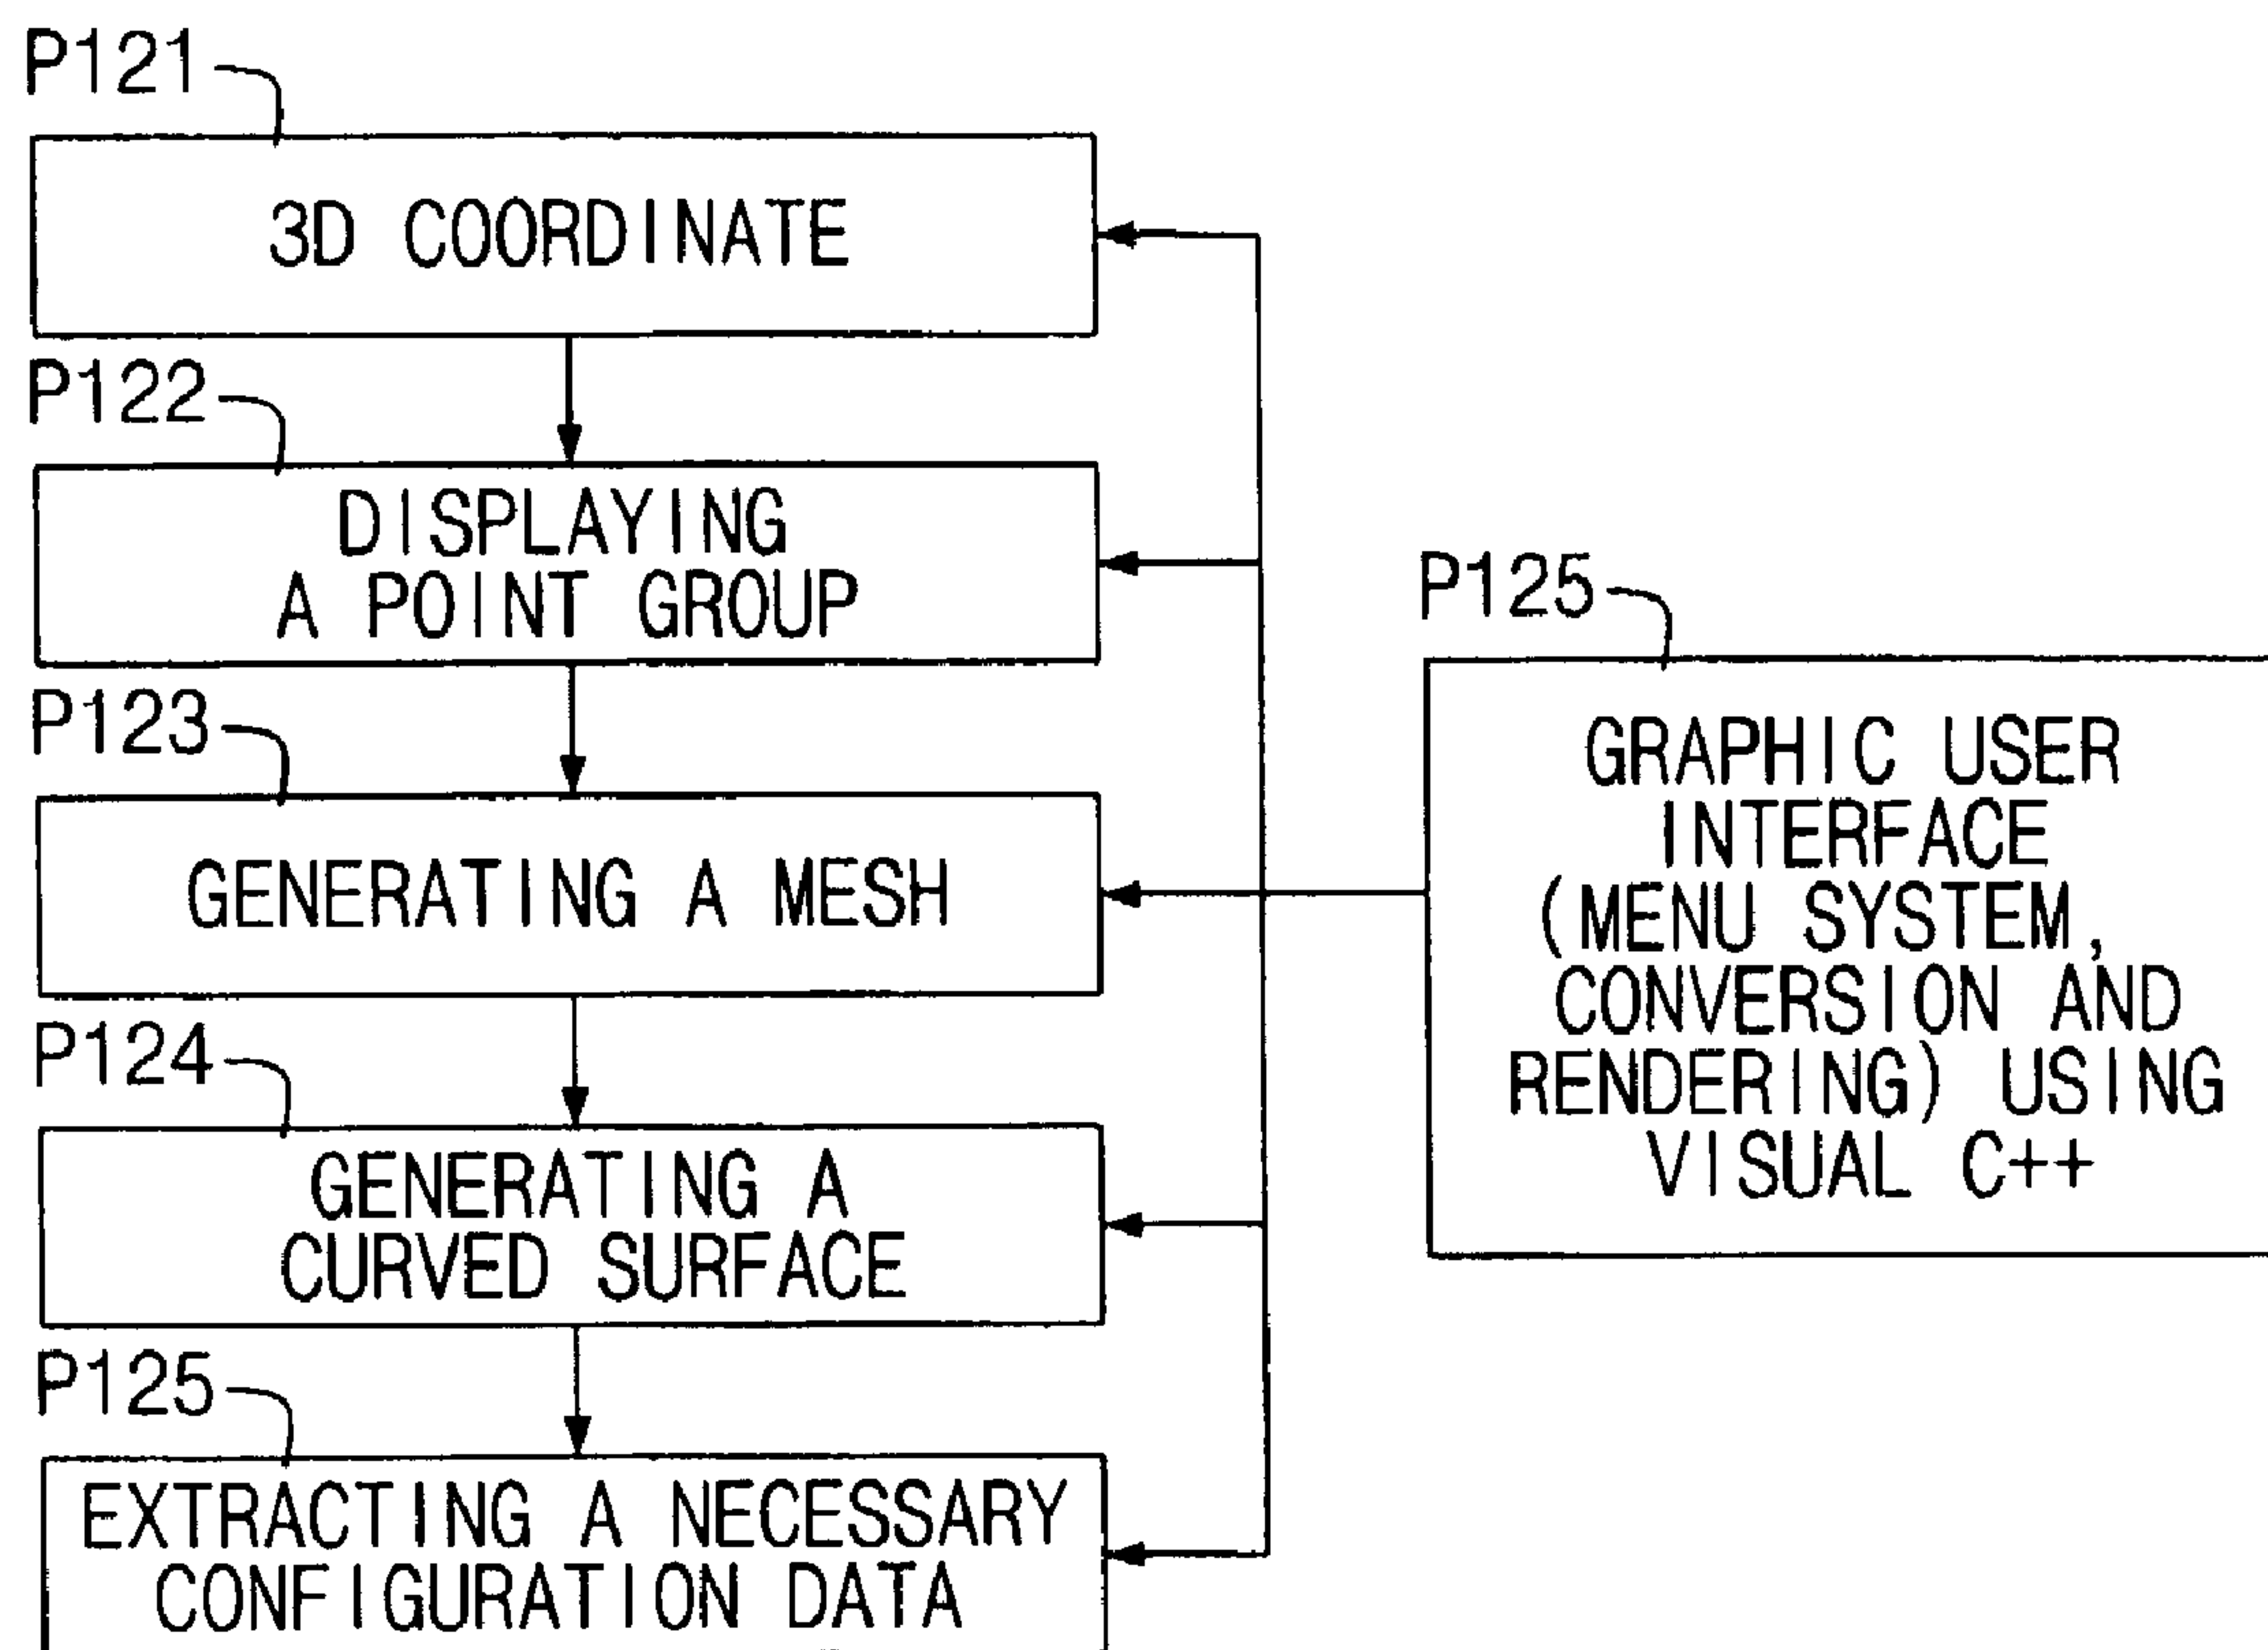 P121
3D COORDINATE
P122
DISPLAYING
A POINT GROUP
P123
GENERATING A MESH
P124
GENERATING A
CURVED SURFACE
P125
EXTRACTING A NECESSARY
CONFIGURATION DATA
P125
GRAPHIC USER
INTERFACE
(MENU SYSTEM,
CONVERSION AND
RENDERING) USING
VISUAL C++